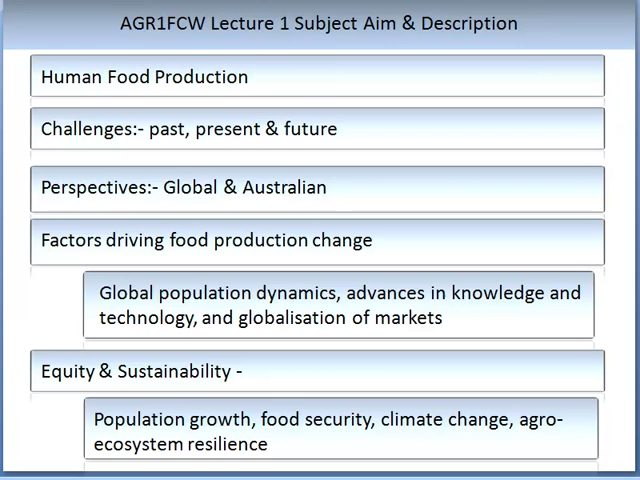 AGR1FCW Lecture 1 Subject Aim & Description
Human Food Production
Challenges:- past, present & future
Perspectives:- Global & Australian
Factors driving food production change
Global population dynamics, advances in knowledge and
technology, and globalisation of markets
Equity & Sustainability -
Population growth, food security, climate change, agro-
ecosystem resilience